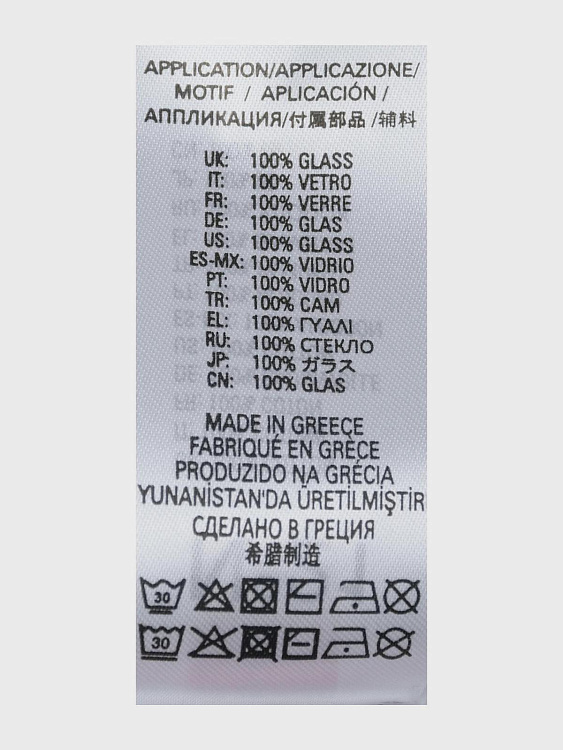 APPLICATION/APPLICAZIONE/
MOTIF / APLICACIÓN /
АППЛИКАЦИЯ/付属部品 /辅料
UK: 100% GLASS
IT: 100% VETRO
FR: 100% VERRE
DE: 100% GLAS
US: 100% GLASS
ES-MX: 100% VIDRIO
PT: 100% VIDRO
TR: 100% CAM
EL: 100% ΓΥΑΛΙ
RU: 100% СТЕКЛО
JP: 100% ガラス
CN: 100% GLAS
MADE IN GREECE
FABRIQUÉ EN GRÈCE
PRODUZIDO NA GRÉCIA
YUNANİSTAN'DA ÜRETİLMİŞTİR
СДЕЛАНО В ГРЕЦИЯ
希腊制造
30
30